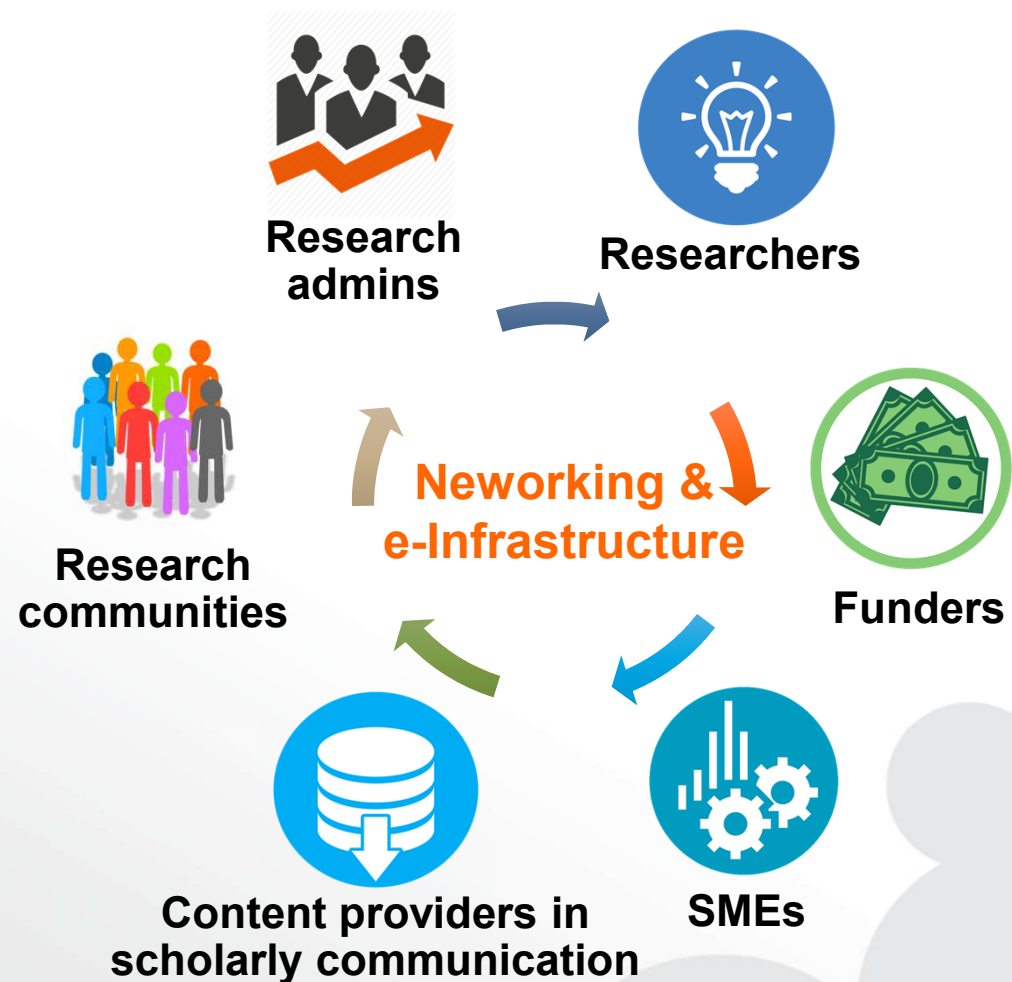 Research
admins
Researchers
Neworking &
e-Infrastructure
Research
communities
Funders
Content providers in
scholarly communication
SMEs